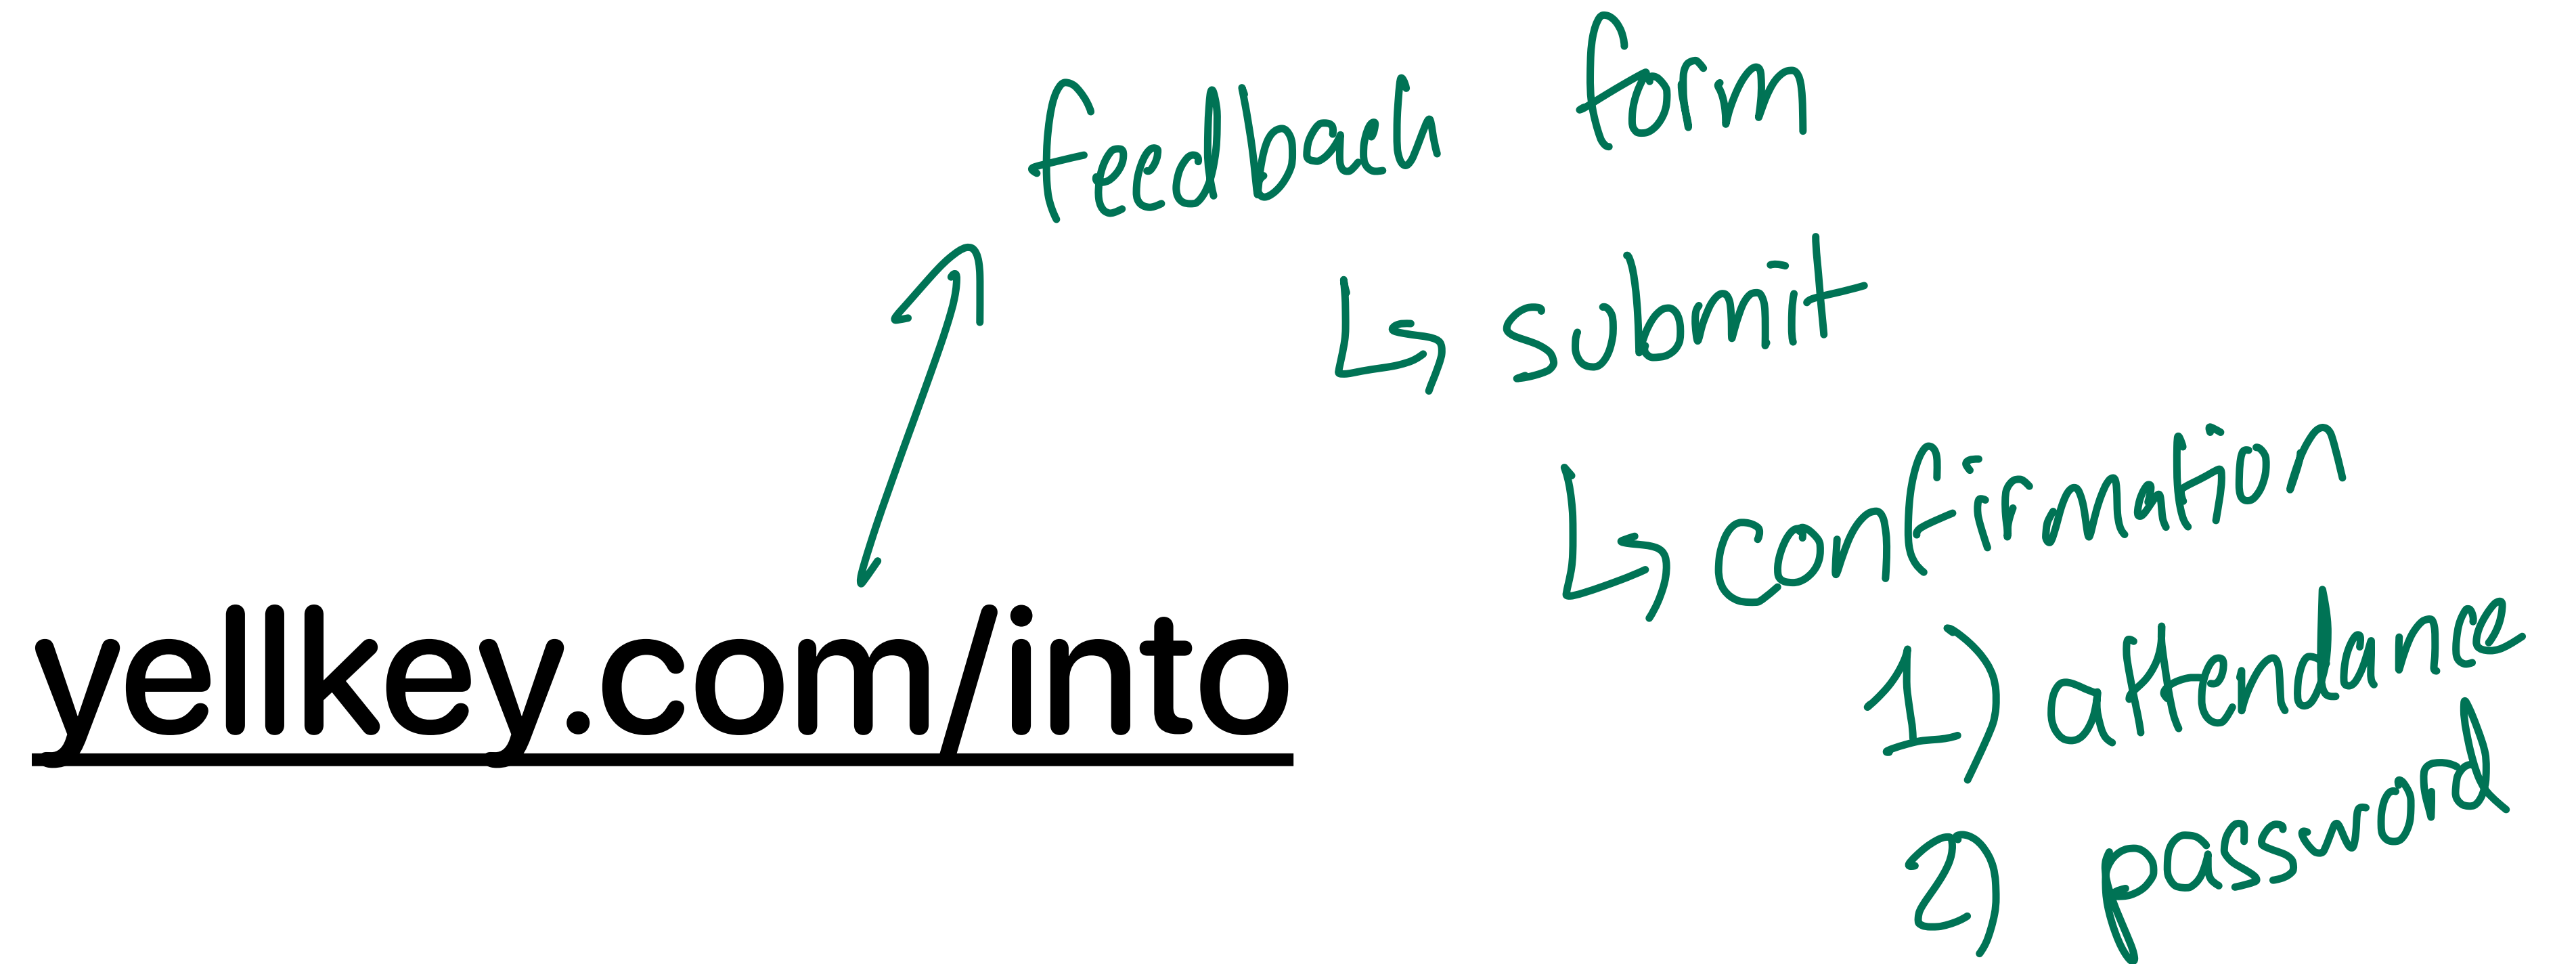 feedback form
↳ submit
↳ confirmation
1) attendance
2) password
yellkey.com/into